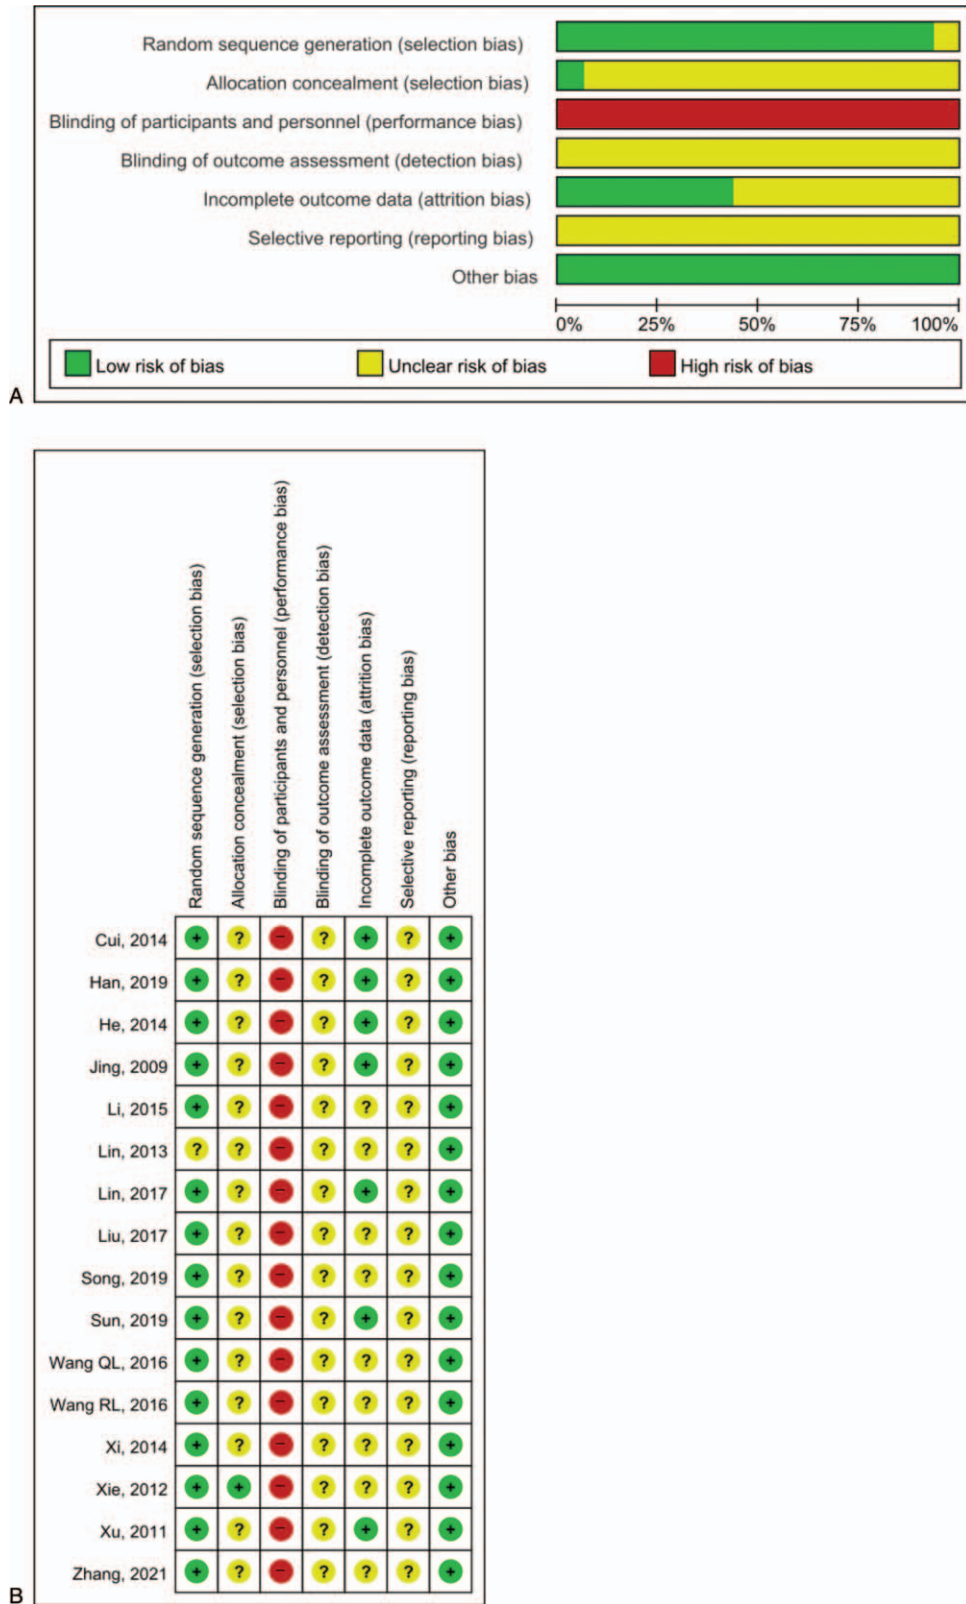 Random sequence generation (selection bias)
Allocation concealment (selection bias)
Blinding of participants and personnel (performance bias)
Blinding of outcome assessment (detection bias)
Incomplete outcome data (attrition bias)
Selective reporting (reporting bias)
Other bias
0% 25% 50% 75% 100%
Low risk of bias Unclear risk of bias High risk of bias
A
Random sequence generation (selection bias)
Allocation concealment (selection bias)
Blinding of participants and personnel (performance bias)
Blinding of outcome assessment (detection bias)
Incomplete outcome data (attrition bias)
Selective reporting (reporting bias)
Other bias
Cui, 2014 + ? – ? + ? +
Han, 2019 + ? – ? + ? +
He, 2014 + ? – ? + ? +
Jing, 2009 + ? – ? + ? +
Li, 2015 + ? – ? ? ? +
Lin, 2013 ? ? – ? ? ? +
Lin, 2017 + ? – ? + ? +
Liu, 2017 + ? – ? ? ? +
Song, 2019 + ? – ? ? ? +
Sun, 2019 + ? – ? + ? +
Wang QL, 2016 + ? – ? ? ? +
Wang RL, 2016 + ? – ? ? ? +
Xi, 2014 + ? – ? ? ? +
Xie, 2012 + + – ? ? ? +
Xu, 2011 + ? – ? + ? +
Zhang, 2021 + ? – ? ? ? +
B